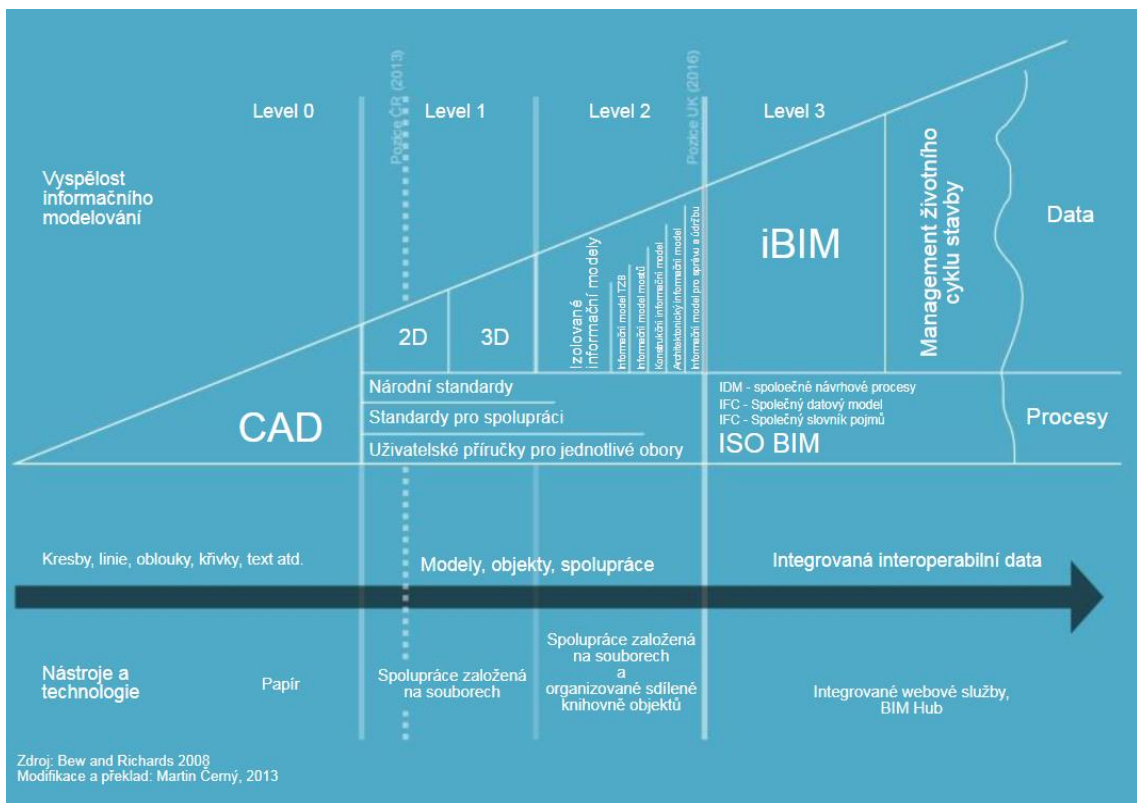 Level 0
Level 1
Level 2
Level 3
Pozice ČR (2013)
Pozice UK (2016)
Vyspělost
informačního
modelování
CAD
2D
3D
Izolované
informační modely
Informační model TZB
Informační model mostů
Konstrukční informační model
Architektonický informační model
Informační model pro správu a údržbu
iBIM
Management životního
cyklu stavby
Data
Národní standardy
Standardy pro spolupráci
Uživatelské příručky pro jednotlivé obory
IDM - spoloečné návrhové procesy
IFC - Společný datový model
IFC - Společný slovník pojmů
ISO BIM
Procesy
Kresby, linie, oblouky, křivky, text atd.
Modely, objekty, spolupráce
Integrovaná interoperabilní data
Nástroje a
technologie
Papír
Spolupráce založená
na souborech
Spolupráce založená
na souborech
a
organizované sdílené
knihovně objektů
Integrované webové služby,
BIM Hub
Zdroj: Bew and Richards 2008
Modifikace a překlad: Martin Černý, 2013